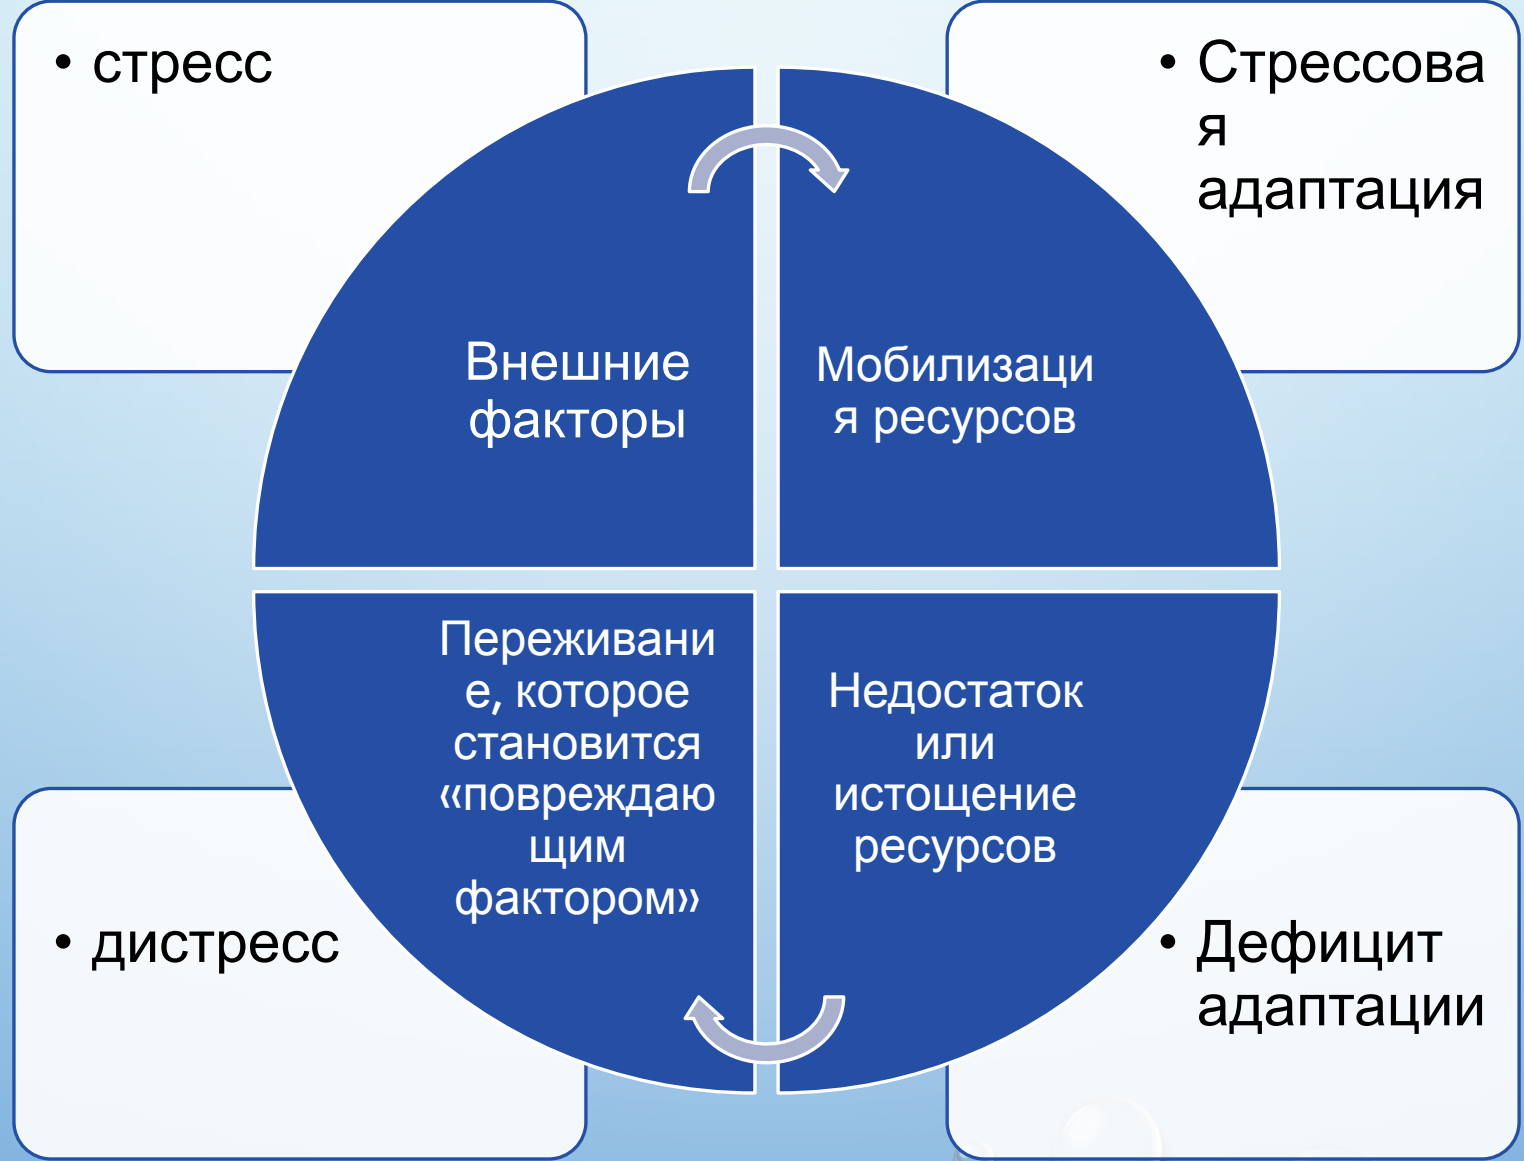 • стресс
• Стрессова
я
адаптация
Внешние
факторы
Мобилизаци
я ресурсов
Переживани
е, которое
становится
«повреждаю
щим
фактором»
Недостаток
или
истощение
ресурсов
• дистресс
• Дефицит
адаптации